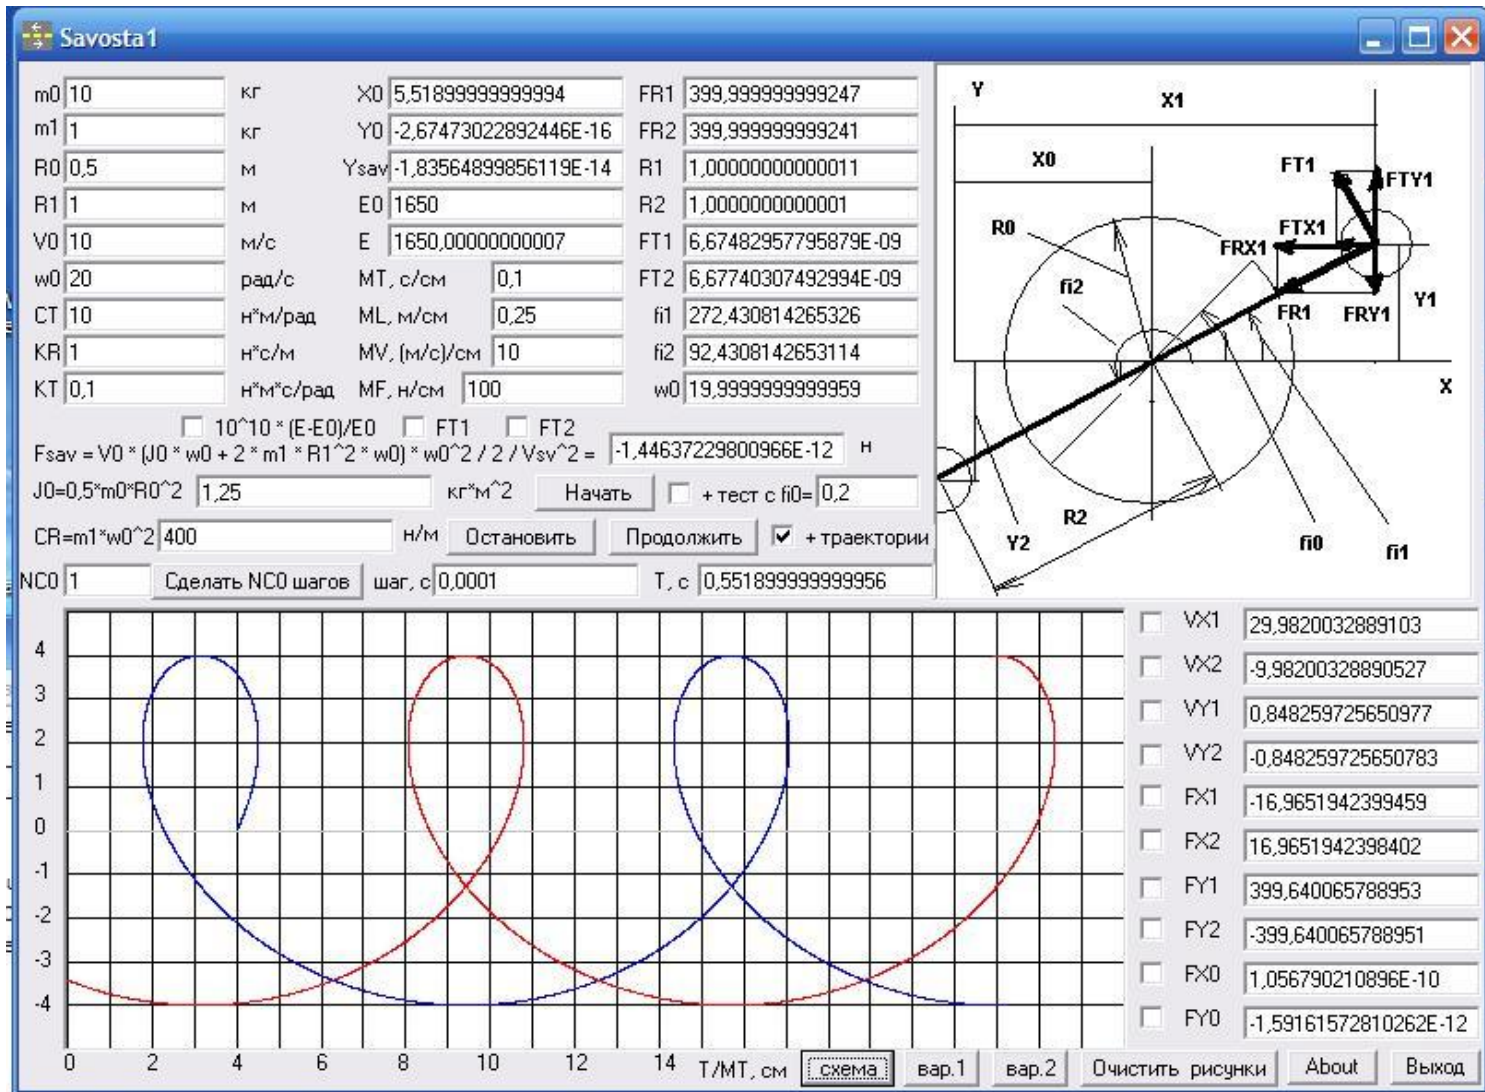 Savosta1
m0 10 кг X0 5,51899999999994 FR1 399,999999999247
m1 1 кг Y0 -2,67473022892446E-16 FR2 399,999999999241
R0 0,5 м Ysav -1,83564899856119E-14 R1 1,00000000000011
R1 1 м E0 1650 R2 1,0000000000001
V0 10 м/с E 1650,00000000007 FT1 6,67482957795879E-09
w0 20 рад/с MT, с/см 0,1 FT2 6,67740307492994E-09
CT 10 н*м/рад ML, м/см 0,25 fi1 272,430814265326
KR 1 н*с/м MV, (м/с)/см 10 fi2 92,4308142653114
KT 0,1 н*м*с/рад MF, н/см 100 w0 19,9999999999959
10^10 * (E-E0)/E0 FT1 FT2
Fsav = V0 * (J0 * w0 + 2 * m1 * R1^2 * w0) * w0^2 / 2 / Vsv^2 = -1,44637229800966E-12 н
J0=0,5*m0*R0^2 1,25 кг*м^2 Начать + тест с fi0= 0,2
CR=m1*w0^2 400 н/м Остановить Продолжить + траектории
NC0 1 Сделать NC0 шагов шаг, с 0,0001 T, с 0,551899999999956
Y X1
X0 FT1 FTY1
R0 FTX1 FRX1
fi2 FR1 FRY1 Y1
X
R2 Y2 fi0 fi1
4
3
2
1
0
-1
-2
-3
-4
0 2 4 6 8 10 12 14 T/MT, см
VX1 29,9820032889103
VX2 -9,98200328890527
VY1 0,848259725650977
VY2 -0,848259725650783
FX1 -16,9651942399459
FX2 16,9651942398402
FY1 399,640065788953
FY2 -399,640065788951
FX0 1,056790210896E-10
FY0 -1,59161572810262E-12
схема вар.1 вар.2 Очистить рисунки About Выход